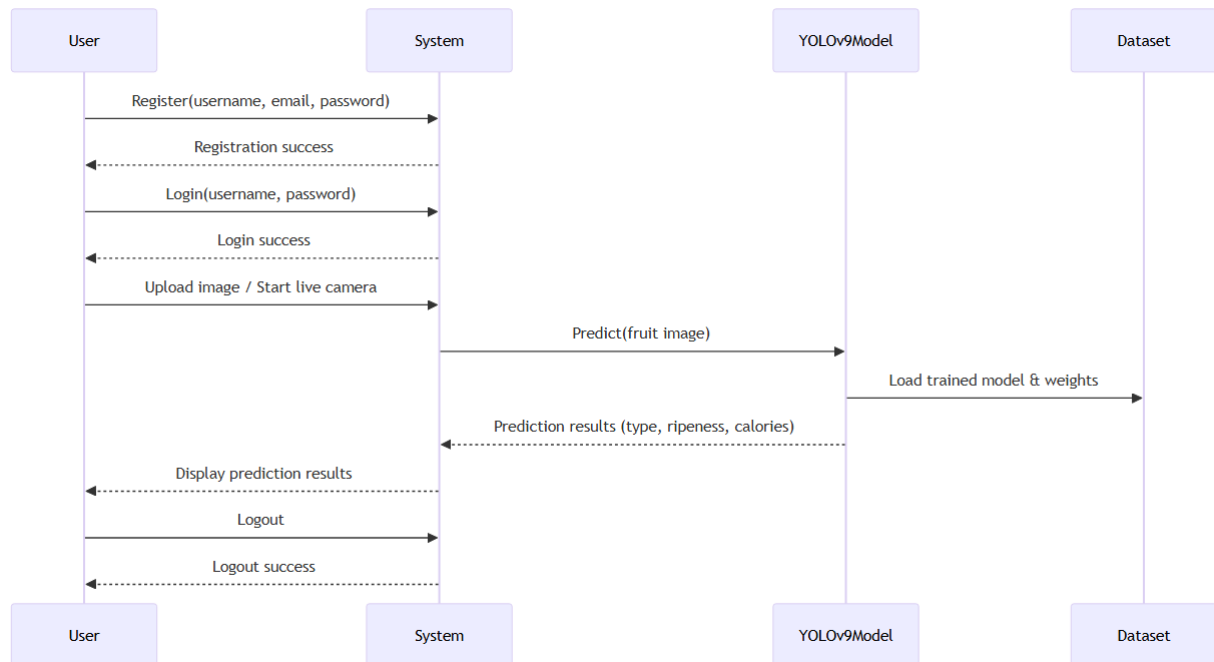 User
System
YOLOv9Model
Dataset
Register(username, email, password)
Registration success
Login(username, password)
Login success
Upload image / Start live camera
Predict(fruit image)
Load trained model & weights
Prediction results (type, ripeness, calories)
Display prediction results
Logout
Logout success
User
System
YOLOv9Model
Dataset